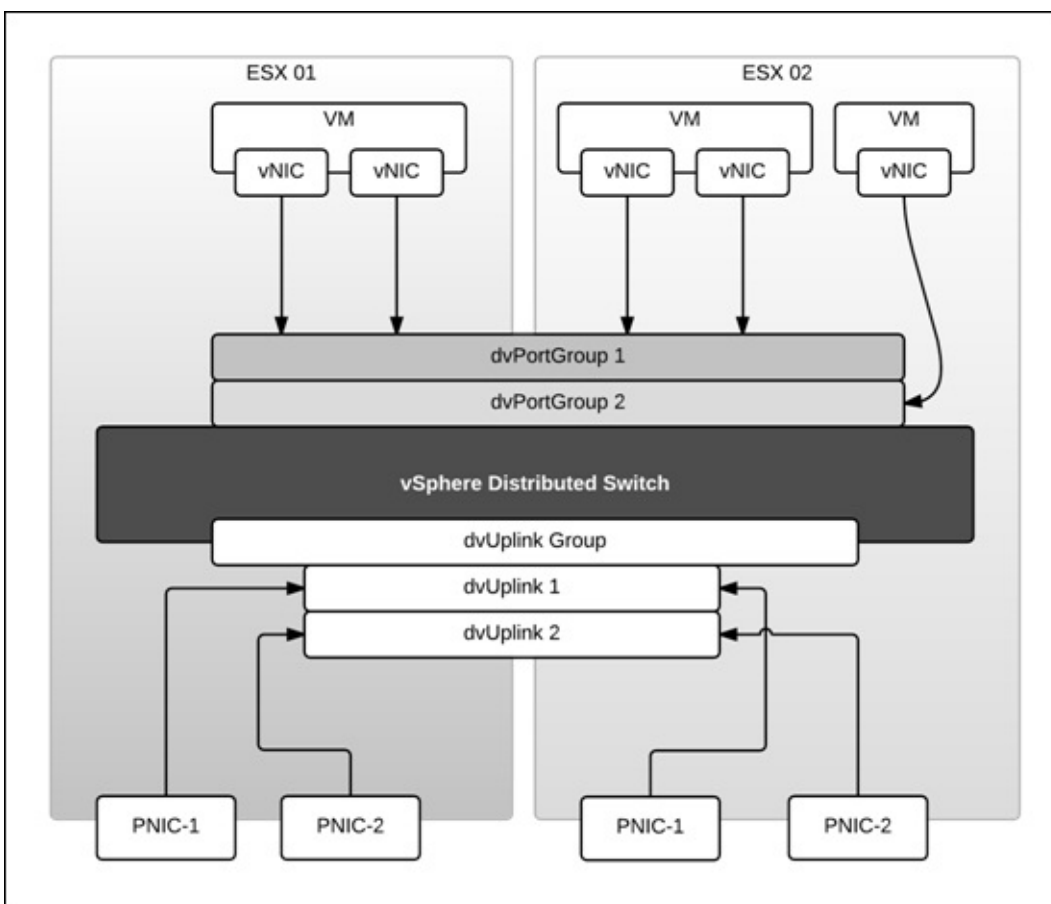 ESX 01
ESX 02
VM
VM
VM
vNIC
vNIC
vNIC
vNIC
vNIC
dvPortGroup 1
dvPortGroup 2
vSphere Distributed Switch
dvUplink Group
dvUplink 1
dvUplink 2
PNIC-1
PNIC-2
PNIC-1
PNIC-2